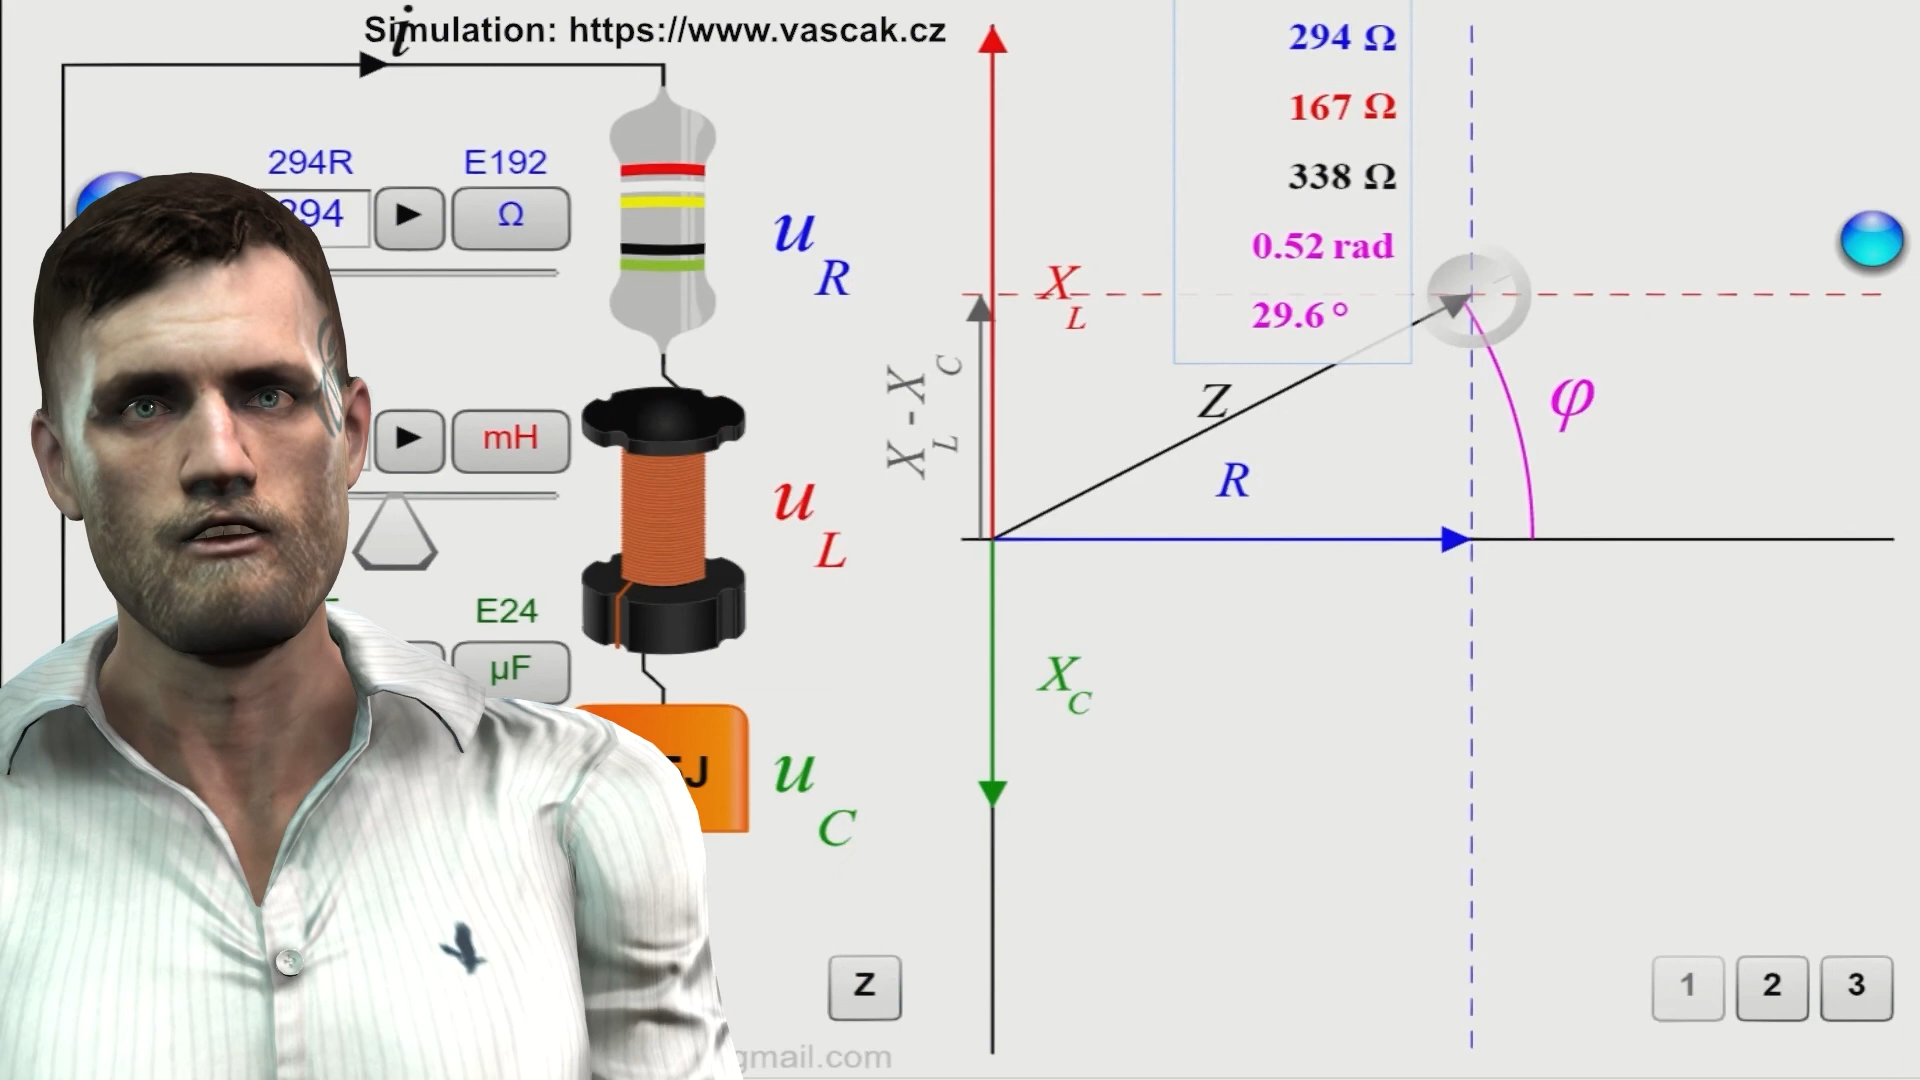 Simulation: https://www.vascak.cz
i
294R
E192
294
Ω
mH
E24
µF
u R
u L
u C
FJ
294 Ω
167 Ω
338 Ω
0.52 rad
29.6°
X L
X L - X C
Z
R
φ
X C
Z
1
2
3
gmail.com